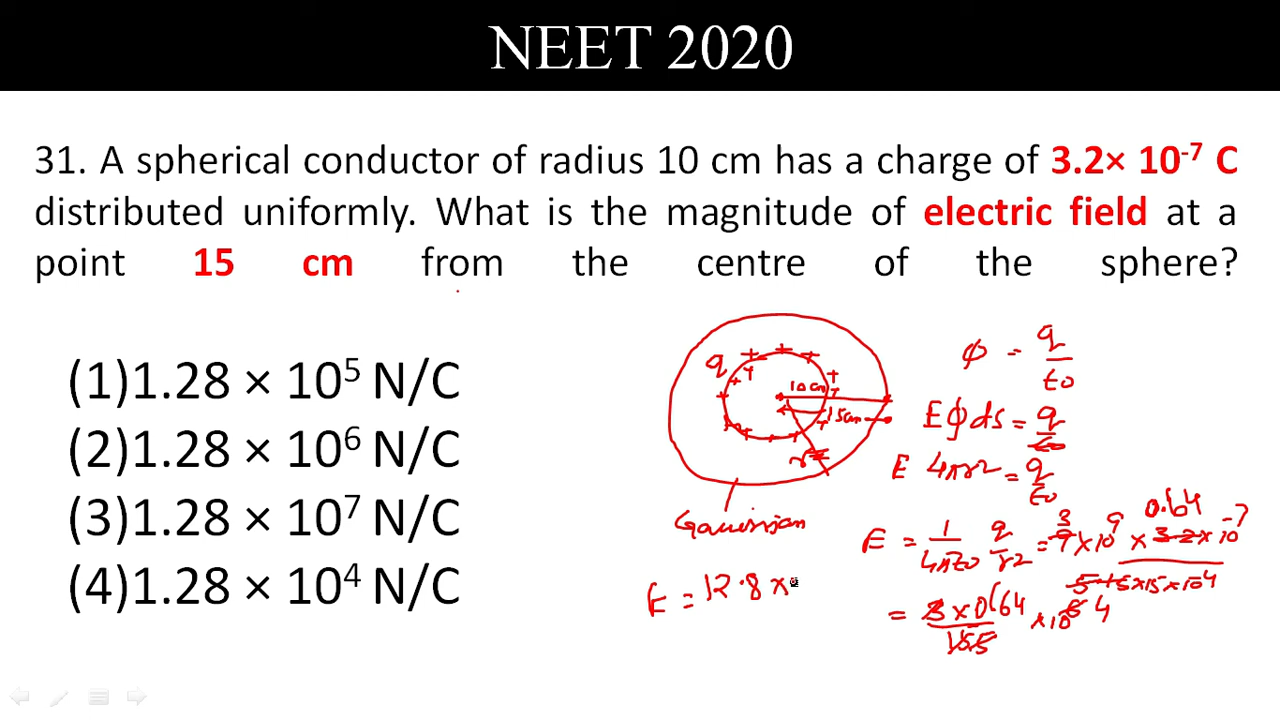 NEET 2020
31. A spherical conductor of radius 10 cm has a charge of 3.2× 10⁻⁷ C
distributed uniformly. What is the magnitude of electric field at a
point 15 cm from the centre of the sphere?
(1)1.28 × 10⁵ N/C
(2)1.28 × 10⁶ N/C
(3)1.28 × 10⁷ N/C
(4)1.28 × 10⁴ N/C
q
10 cm
15cm
r
Gaussian
ϕ = q/ε0
E∮ds = q/ε0
E 4πr2 = q/ε0
E = 1/4πε0 q/r2 =
E = 12.8 ×